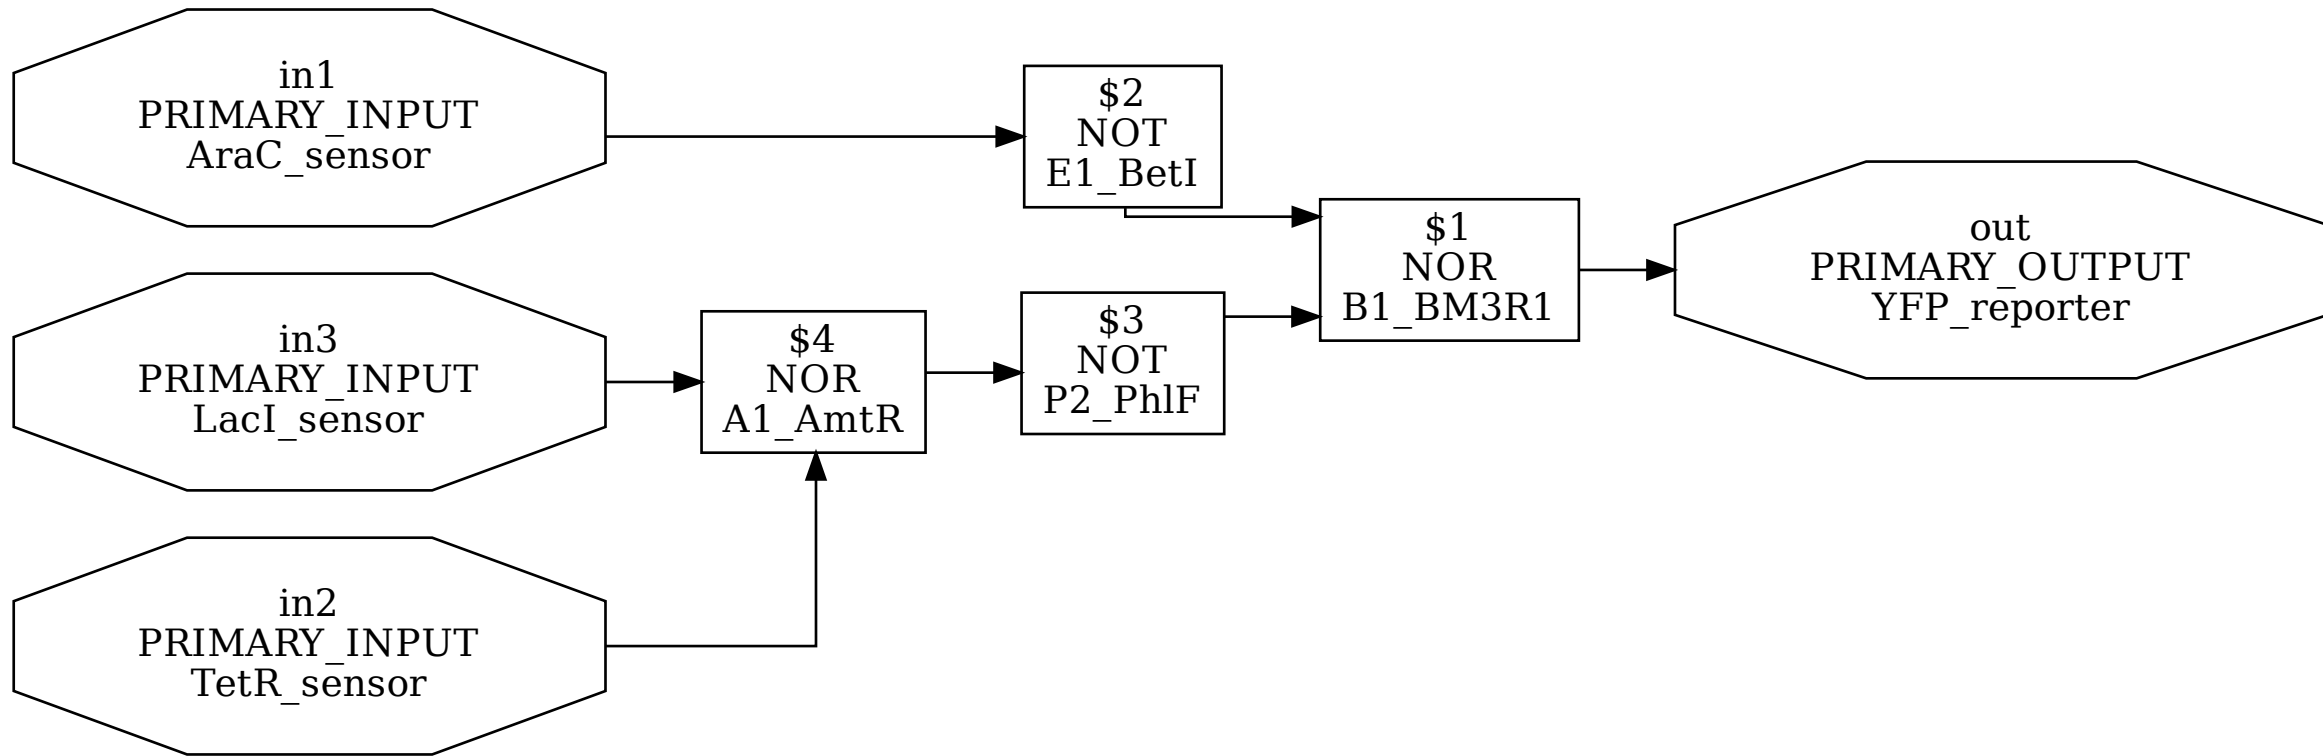 in1
PRIMARY_INPUT
AraC_sensor
$2
NOT
E1_BetI
in3
PRIMARY_INPUT
LacI_sensor
$4
NOR
A1_AmtR
$3
NOT
P2_PhlF
$1
NOR
B1_BM3R1
out
PRIMARY_OUTPUT
YFP_reporter
in2
PRIMARY_INPUT
TetR_sensor